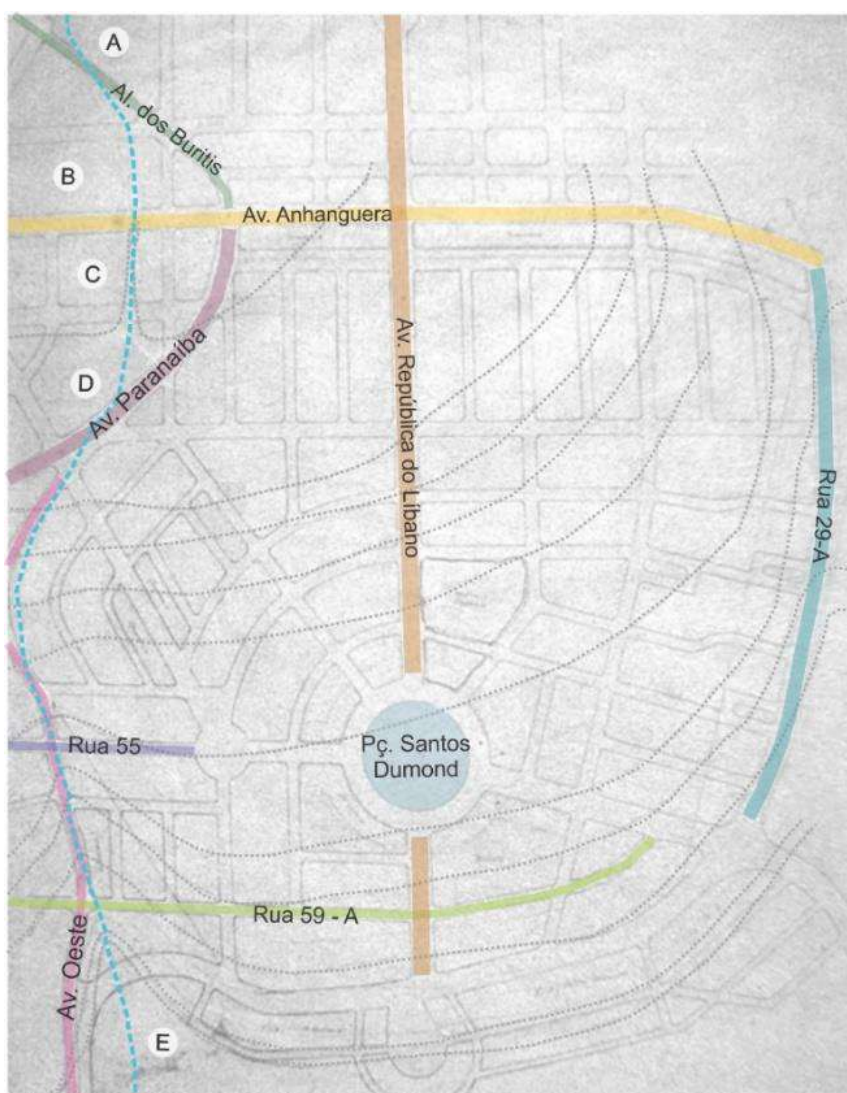 A
Al. dos Buritis
B
Av. Anhanguera
C
Av. República do Líbano
D
Av. Paranaíba
Rua 29-A
Rua 55
Pç. Santos
Dumond
Rua 59 - A
Av. Oeste
E